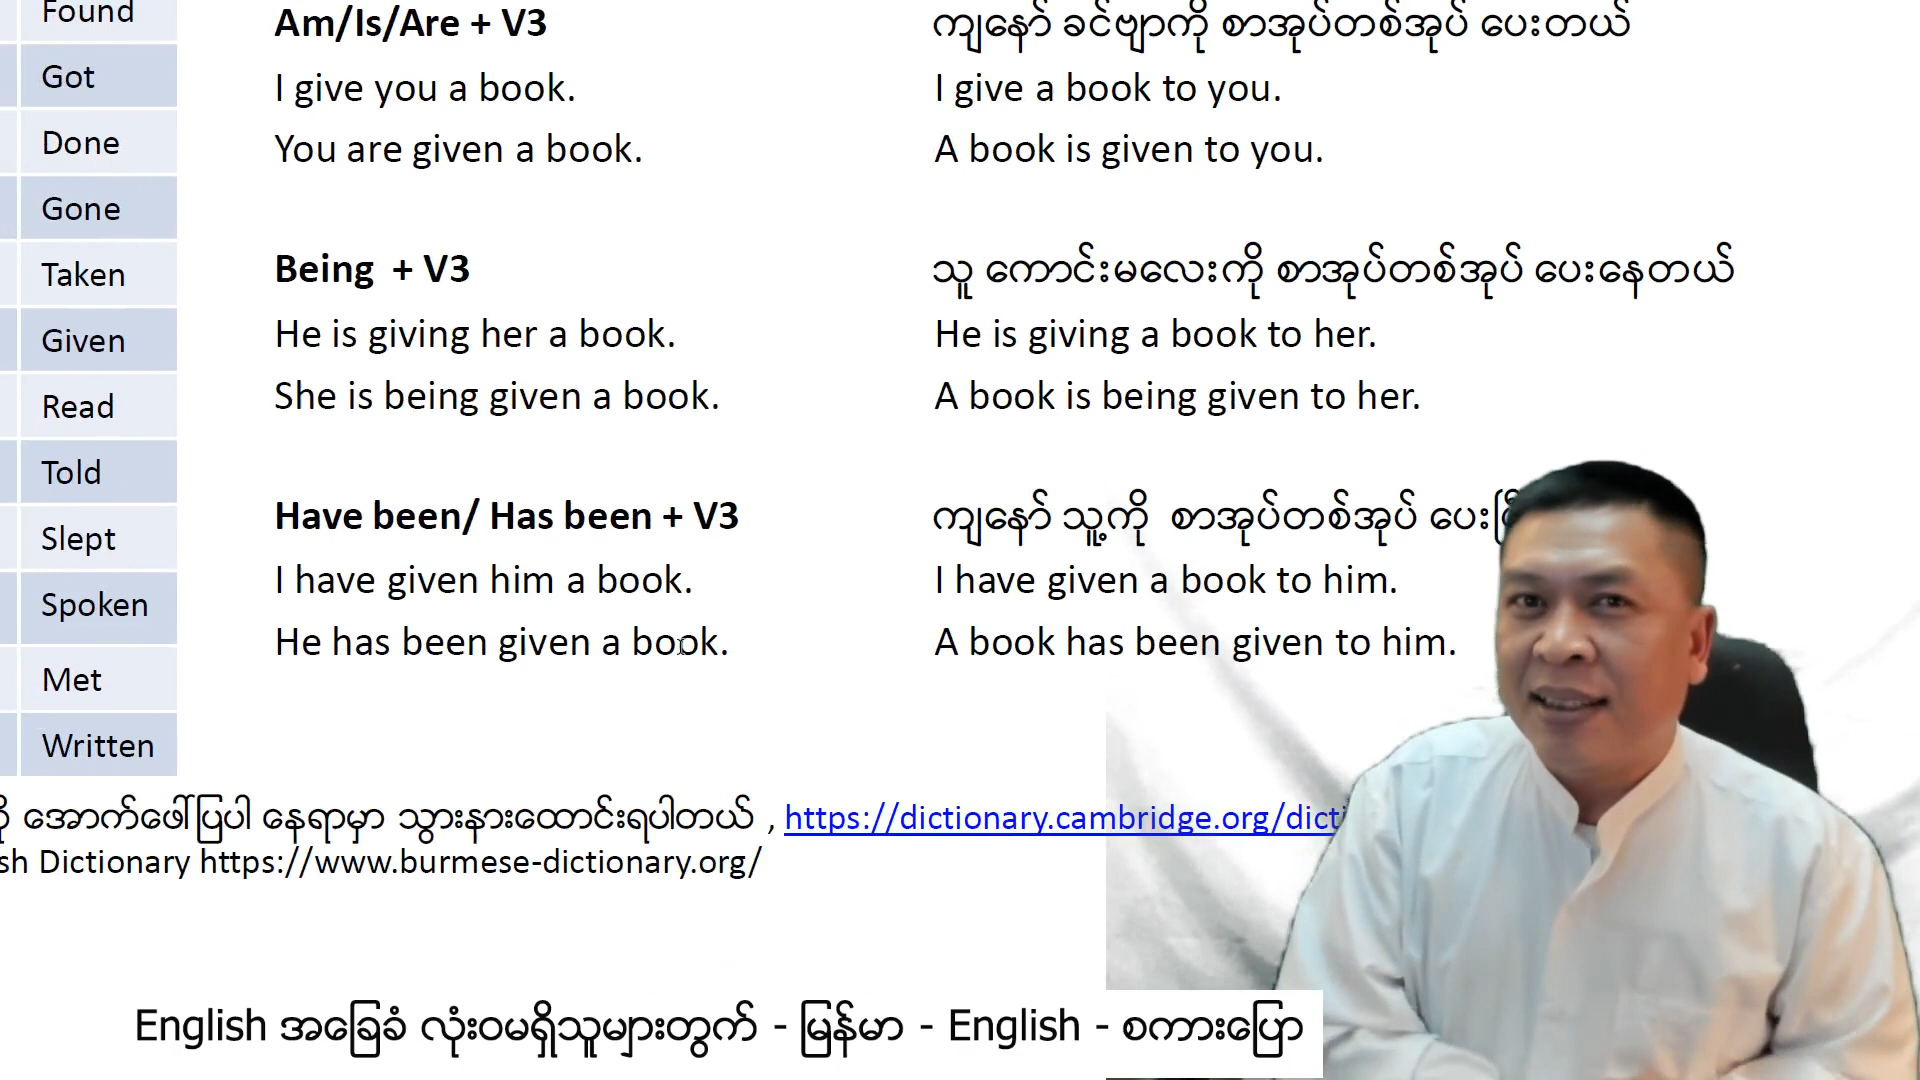 Found
Got
Done
Gone
Taken
Given
Read
Told
Slept
Spoken
Met
Written
Am/Is/Are + V3
I give you a book.
You are given a book.
ကျနော် ခင်ဗျာကို စာအုပ်တစ်အုပ် ပေးတယ်
I give a book to you.
A book is given to you.
Being + V3
He is giving her a book.
She is being given a book.
သူ ကောင်းမလေးကို စာအုပ်တစ်အုပ် ပေးနေတယ်
He is giving a book to her.
A book is being given to her.
Have been/ Has been + V3
I have given him a book.
He has been given a book.
ကျနော် သူ့ကို စာအုပ်တစ်အုပ်
I have given a book to him.
A book has been given to him.
အောက်ဖေါ်ပြပါ နေရာမှာ သွားနားထောင်းရပါတယ် , https://dictionary.cambridge.org/dicti
sh Dictionary https://www.burmese-dictionary.org/
English အခြေခံ လုံးဝမရှိသူများတွက် - မြန်မာ - English - စကားပြော